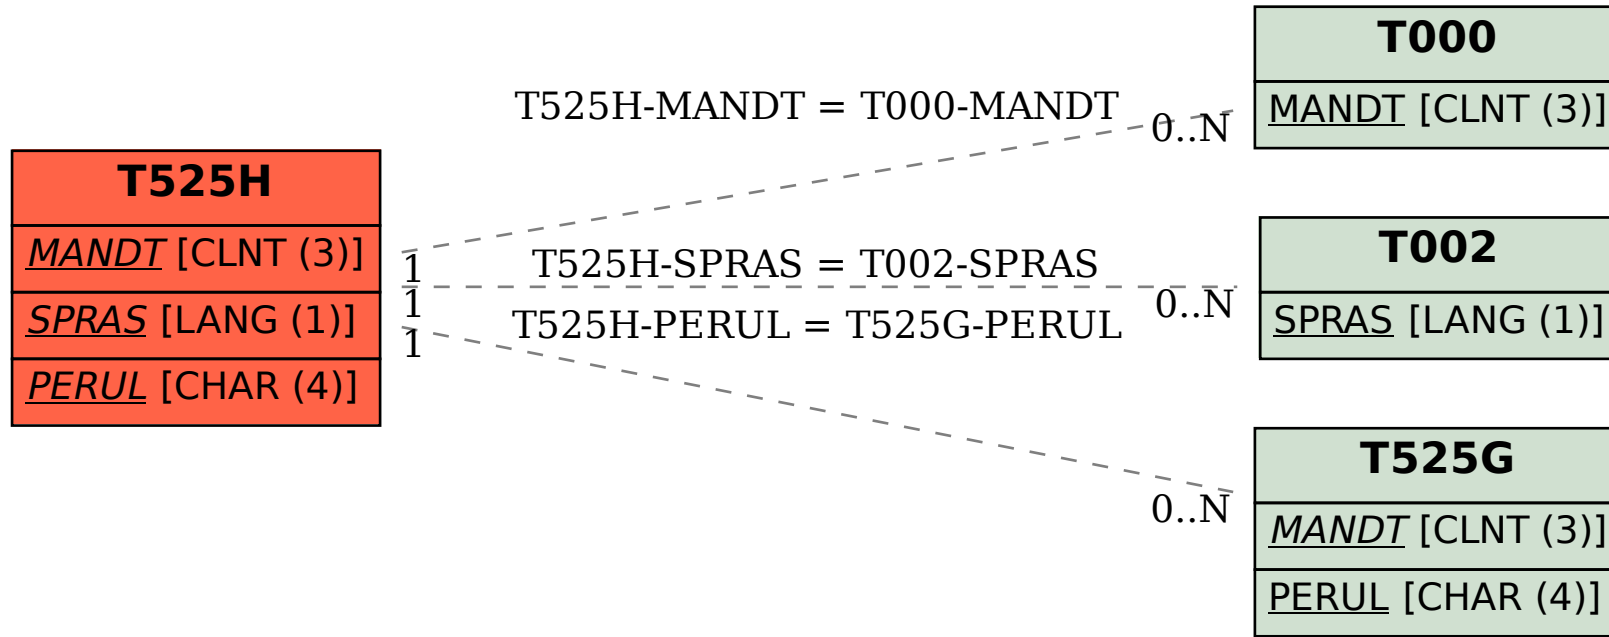 T525H
MANDT [CLNT (3)]
SPRAS [LANG (1)]
PERUL [CHAR (4)]
T525H-MANDT = T000-MANDT
0..N
1
T525H-SPRAS = T002-SPRAS
0..N
1
T525H-PERUL = T525G-PERUL
0..N
1
T000
MANDT [CLNT (3)]
T002
SPRAS [LANG (1)]
T525G
MANDT [CLNT (3)]
PERUL [CHAR (4)]